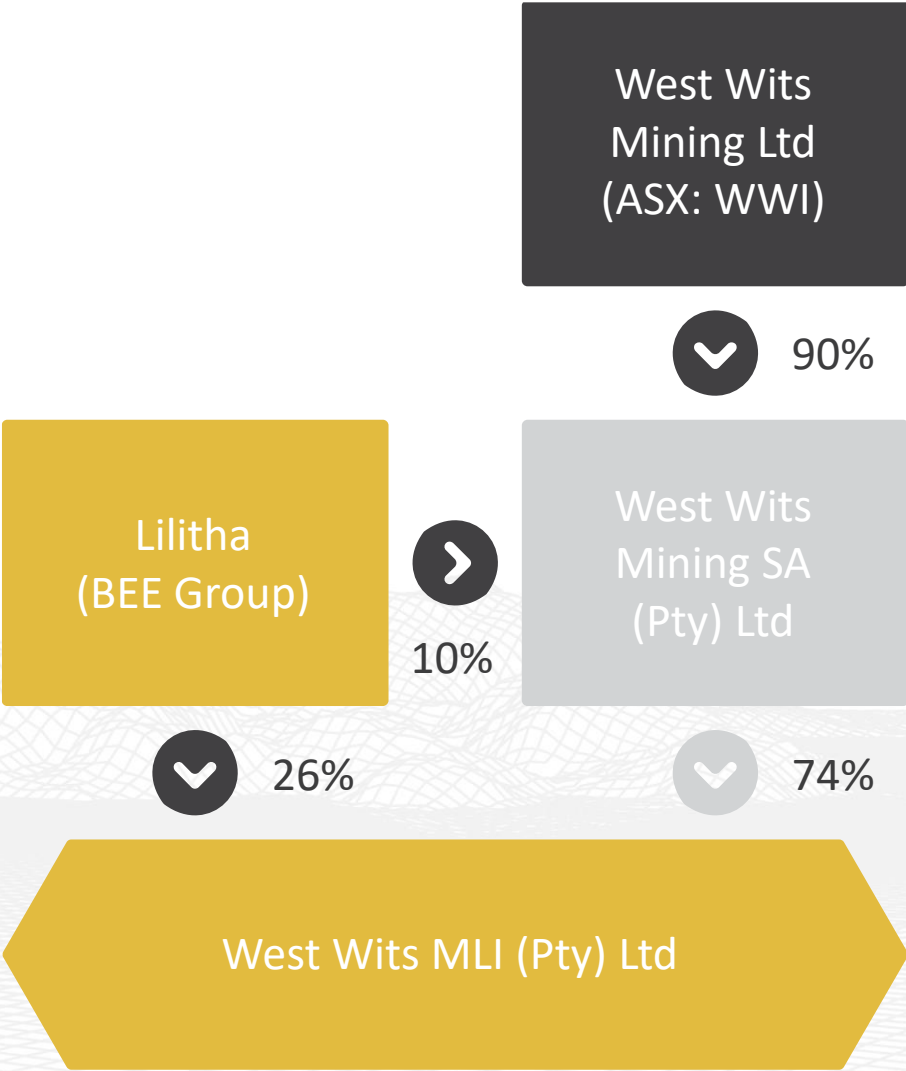 West Wits
Mining Ltd
(ASX: WWI)
90%
Lilitha
(BEE Group)
10%
West Wits
Mining SA
(Pty) Ltd
26%
74%
West Wits MLI (Pty) Ltd